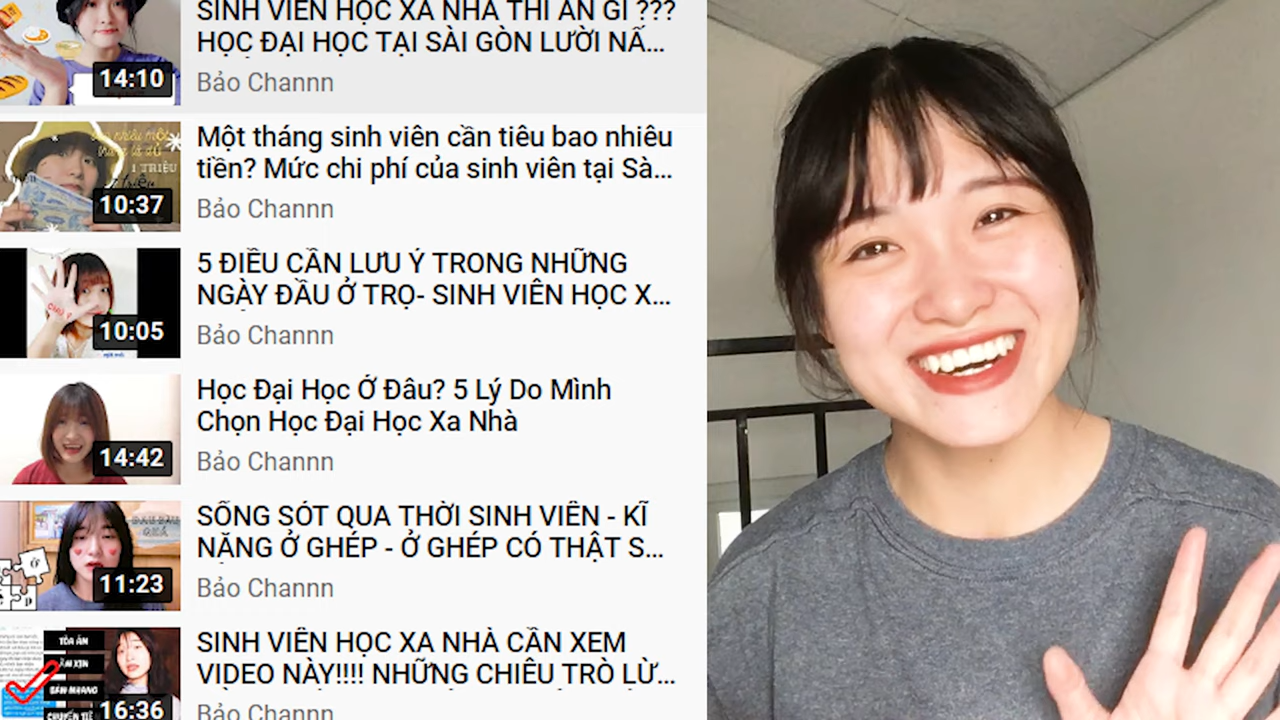 SINH VIÊN HỌC XA NHÀ THÌ ĂN GÌ ???
HỌC ĐẠI HỌC TẠI SÀI GÒN LƯỜI NẤ...
14:10
Bảo Channn
Một tháng sinh viên cần tiêu bao nhiêu
tiền? Mức chi phí của sinh viên tại Sà...
1 TRIỆU
10:37
Bảo Channn
5 ĐIỀU CẦN LƯU Ý TRONG NHỮNG
NGÀY ĐẦU Ở TRỌ- SINH VIÊN HỌC X...
10:05
Bảo Channn
Học Đại Học Ở Đâu? 5 Lý Do Mình
Chọn Học Đại Học Xa Nhà
14:42
Bảo Channn
SỐNG SÓT QUA THỜI SINH VIÊN - KĨ
NĂNG Ở GHÉP - Ở GHÉP CÓ THẬT S...
11:23
Bảo Channn
SINH VIÊN HỌC XA NHÀ CẦN XEM
VIDEO NÀY!!!! NHỮNG CHIÊU TRÒ LỪ...
TÒA ÁN
16:36
Bảo Channn